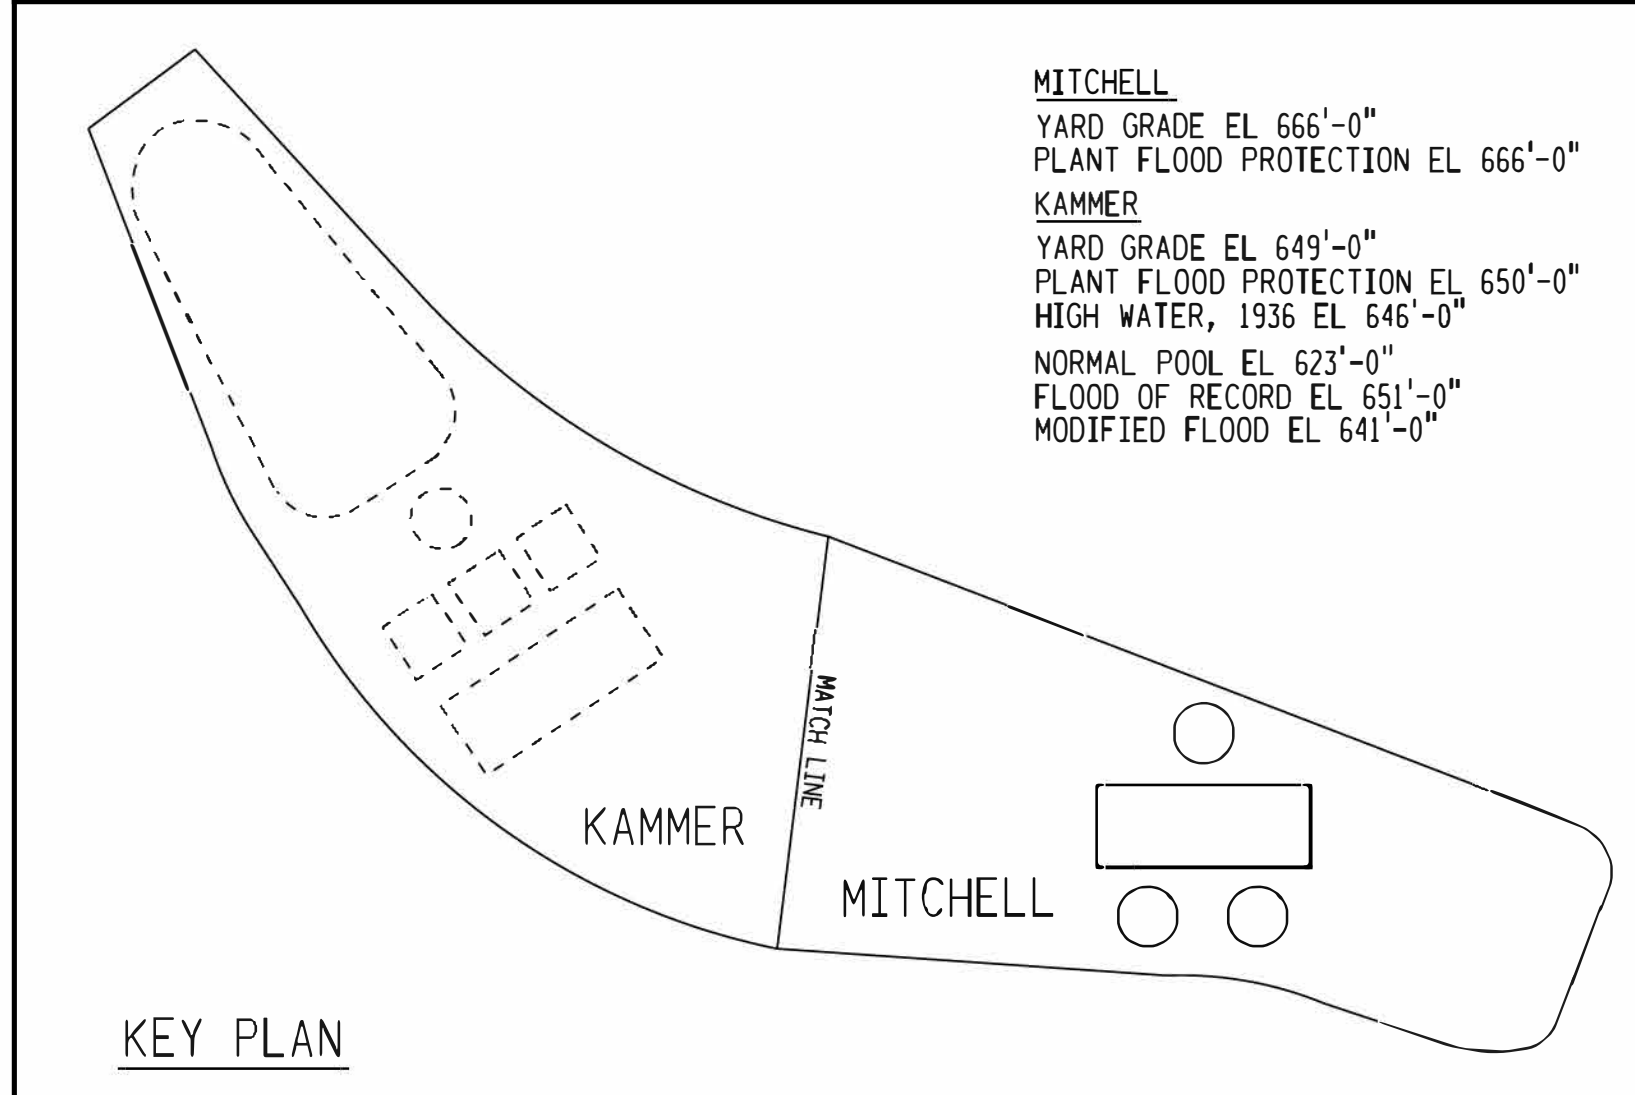 MITCHELL
YARD GRADE EL 666'-0"
PLANT FLOOD PROTECTION EL 666'-0"
KAMMER
YARD GRADE EL 649'-0"
PLANT FLOOD PROTECTION EL 650'-0"
HIGH WATER, 1936 EL 646'-0"
NORMAL POOL EL 623'-0"
FLOOD OF RECORD EL 651'-0"
MODIFIED FLOOD EL 641'-0"
MATCH LINE
KAMMER
MITCHELL
KEY PLAN